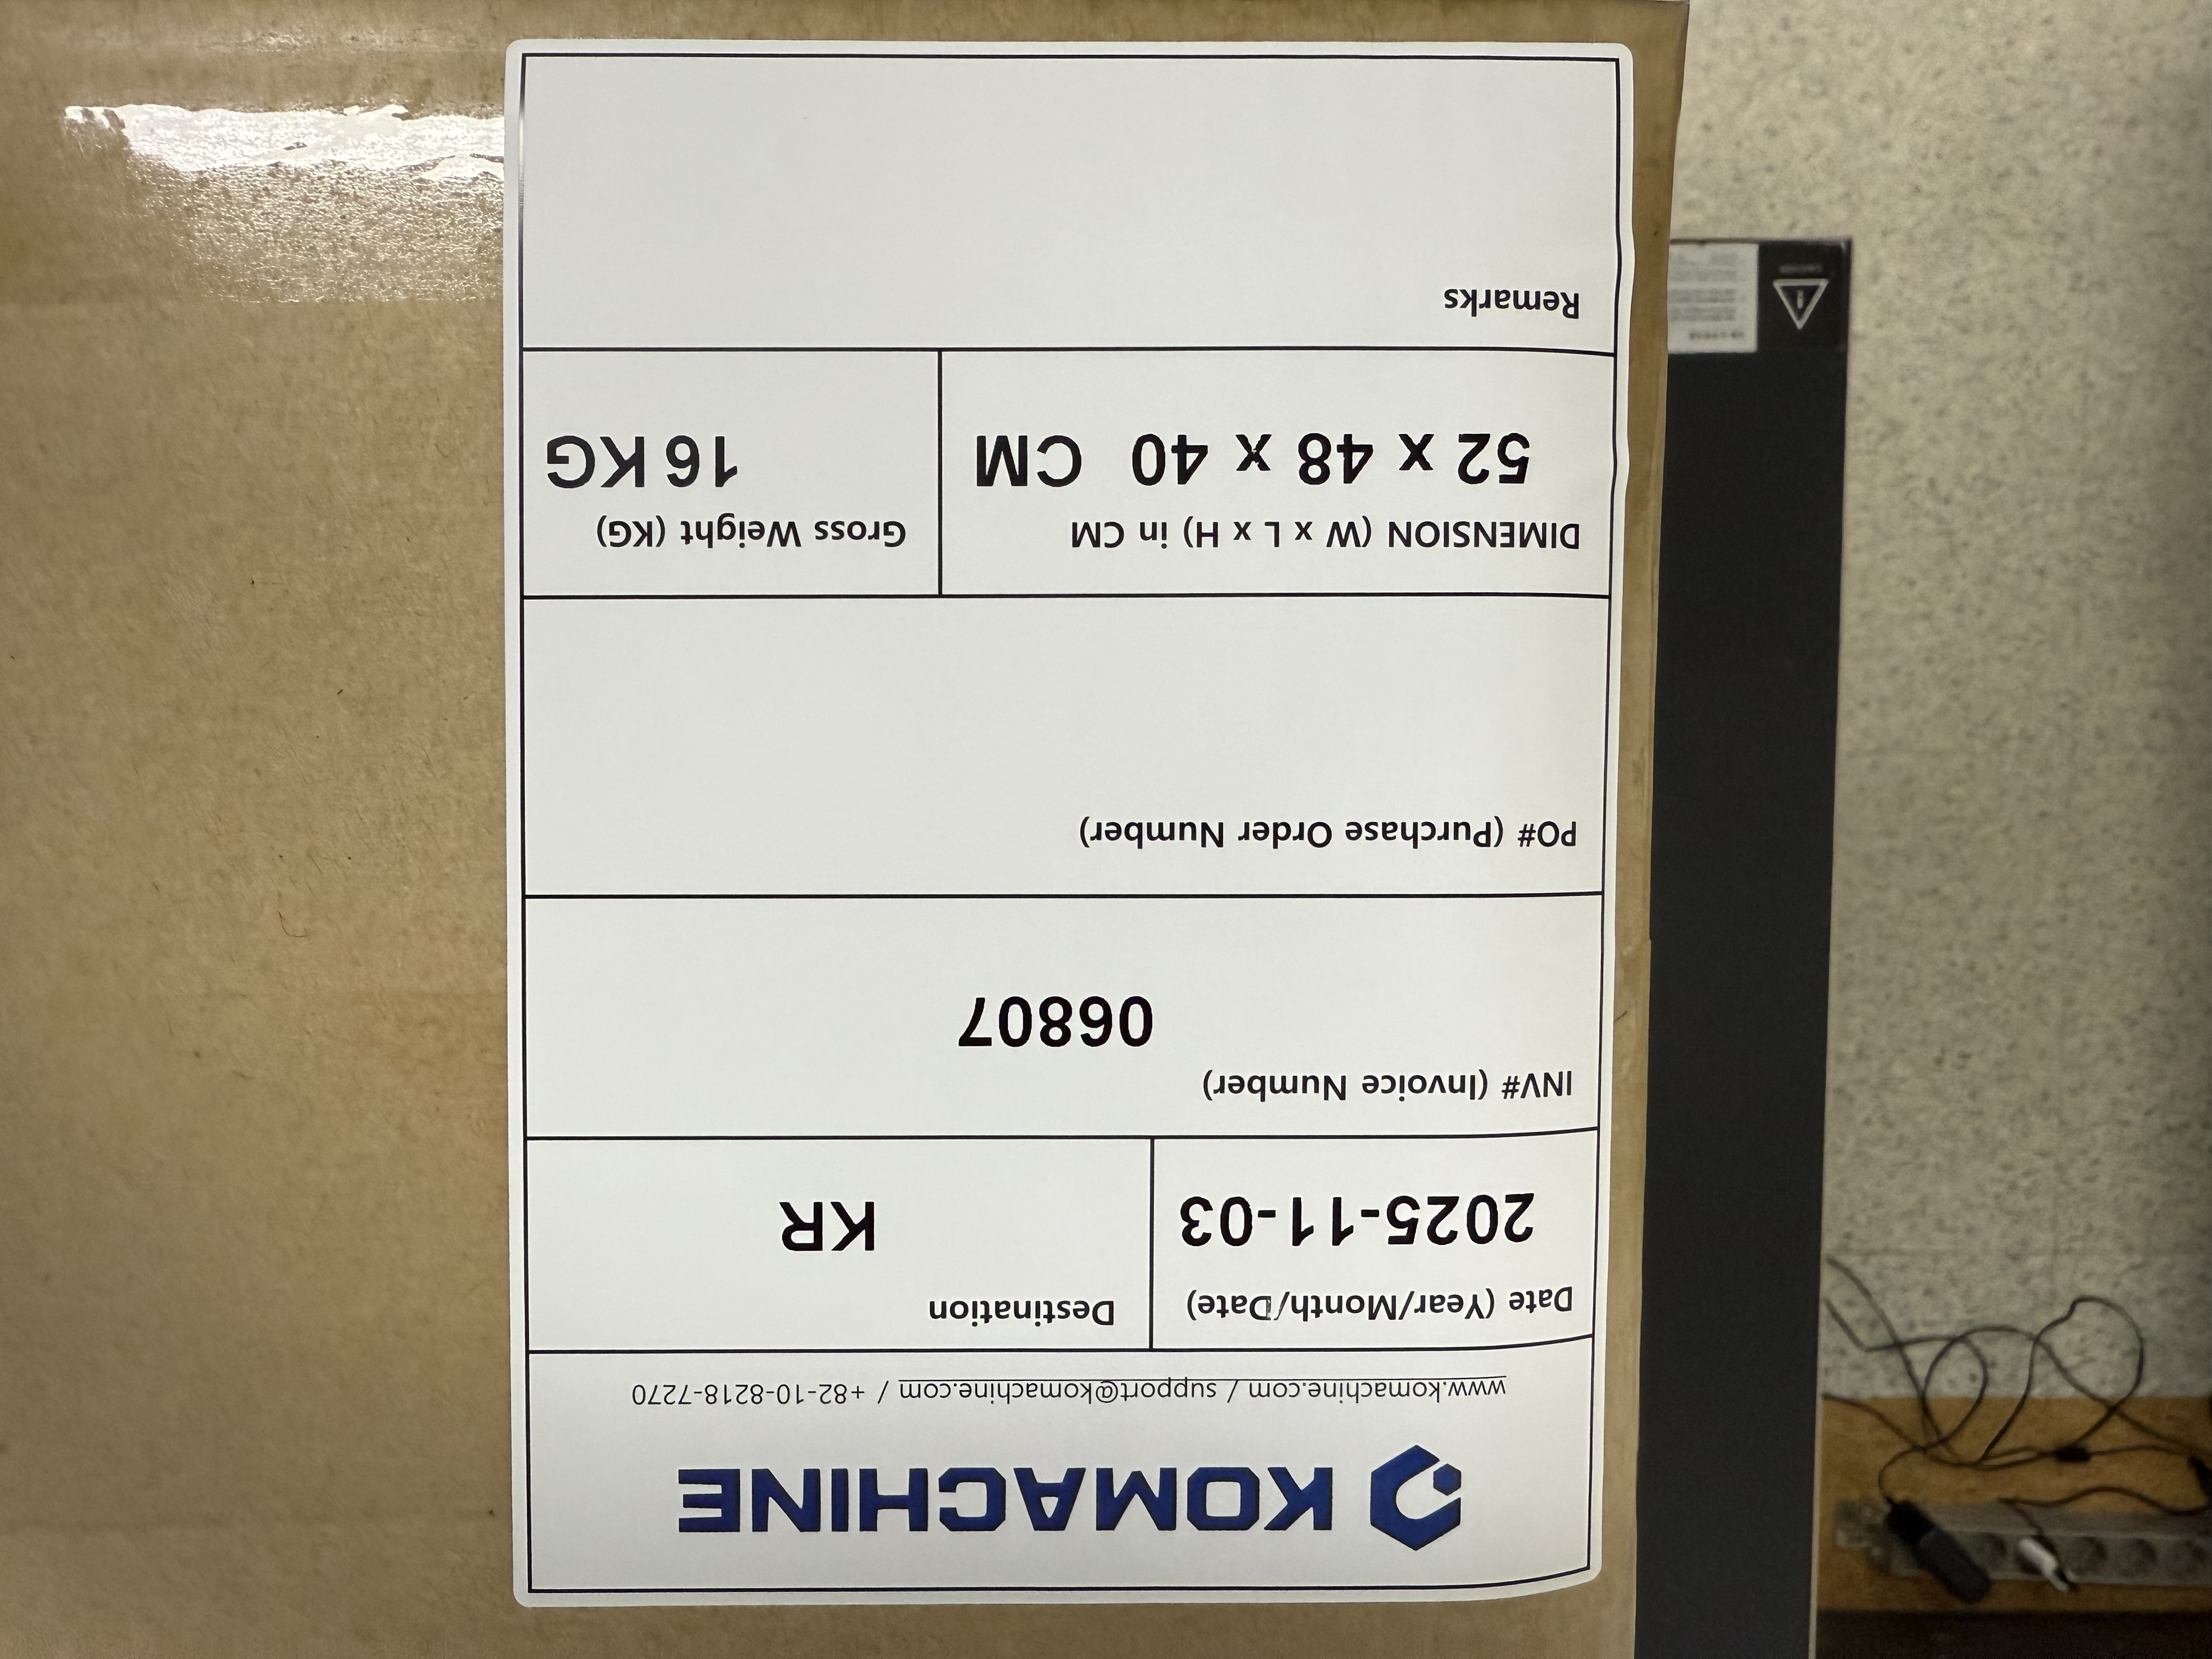 KOMACHINE
www.komachine.com / support@komachine.com / +82-10-8218-7270
Date (Year/Month/Date)
2025-11-03
Destination
KR
INV# (Invoice Number)
06807
PO# (Purchase Order Number)
DIMENSION (W x L x H) in CM
52 x 48 x 40 CM
Gross Weight (KG)
16 KG
Remarks